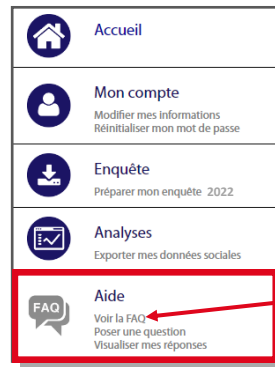 Accueil
Mon compte
Modifier mes informations
Réinitialiser mon mot de passe
Enquête
Préparer mon enquête 2022
Analyses
Exporter mes données sociales
FAQ
Aide
Voir la FAQ
Poser une question
Visualiser mes réponses